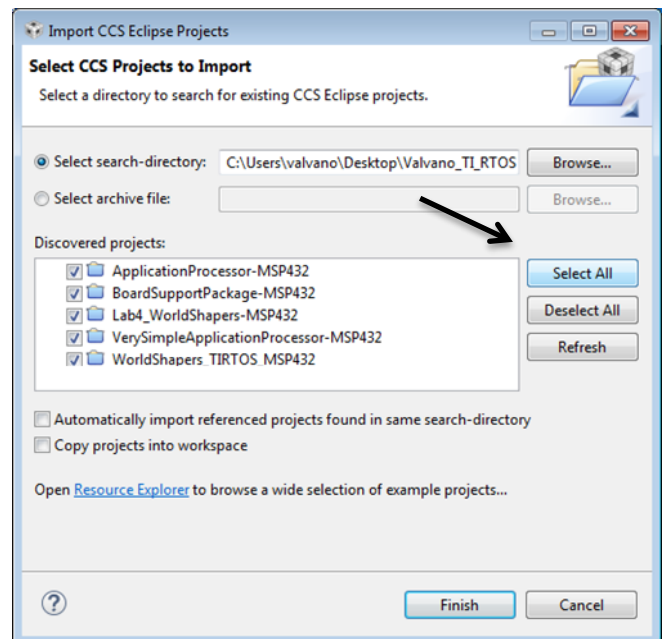 Import CCS Eclipse Projects
Select CCS Projects to Import
Select a directory to search for existing CCS Eclipse projects.
Select search-directory: C:\Users\valvano\Desktop\Valvano_TI_RTOS Browse...
Select archive file: Browse...
Discovered projects:
ApplicationProcessor-MSP432
BoardSupportPackage-MSP432
Lab4_WorldShapers-MSP432
VerySimpleApplicationProcessor-MSP432
WorldShapers_TIRTOS_MSP432
Select All
Deselect All
Refresh
Automatically import referenced projects found in same search-directory
Copy projects into workspace
Open Resource Explorer to browse a wide selection of example projects...
? Finish Cancel